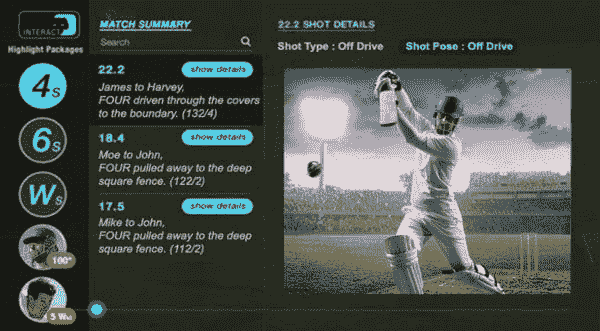 INTERACT
Highlight Packages
4s
6s
Ws
100*
5 Wkt
MATCH SUMMARY
Search
22.2
show details
James to Harvey,
FOUR driven through the covers
to the boundary. (132/4)
18.4
show details
Moe to John,
FOUR pulled away to the deep
square fence. (122/2)
17.5
show details
Mike to John,
FOUR pulled away to the deep
square fence. (112/2)
22.2 SHOT DETAILS
Shot Type : Off Drive
Shot Pose : Off Drive